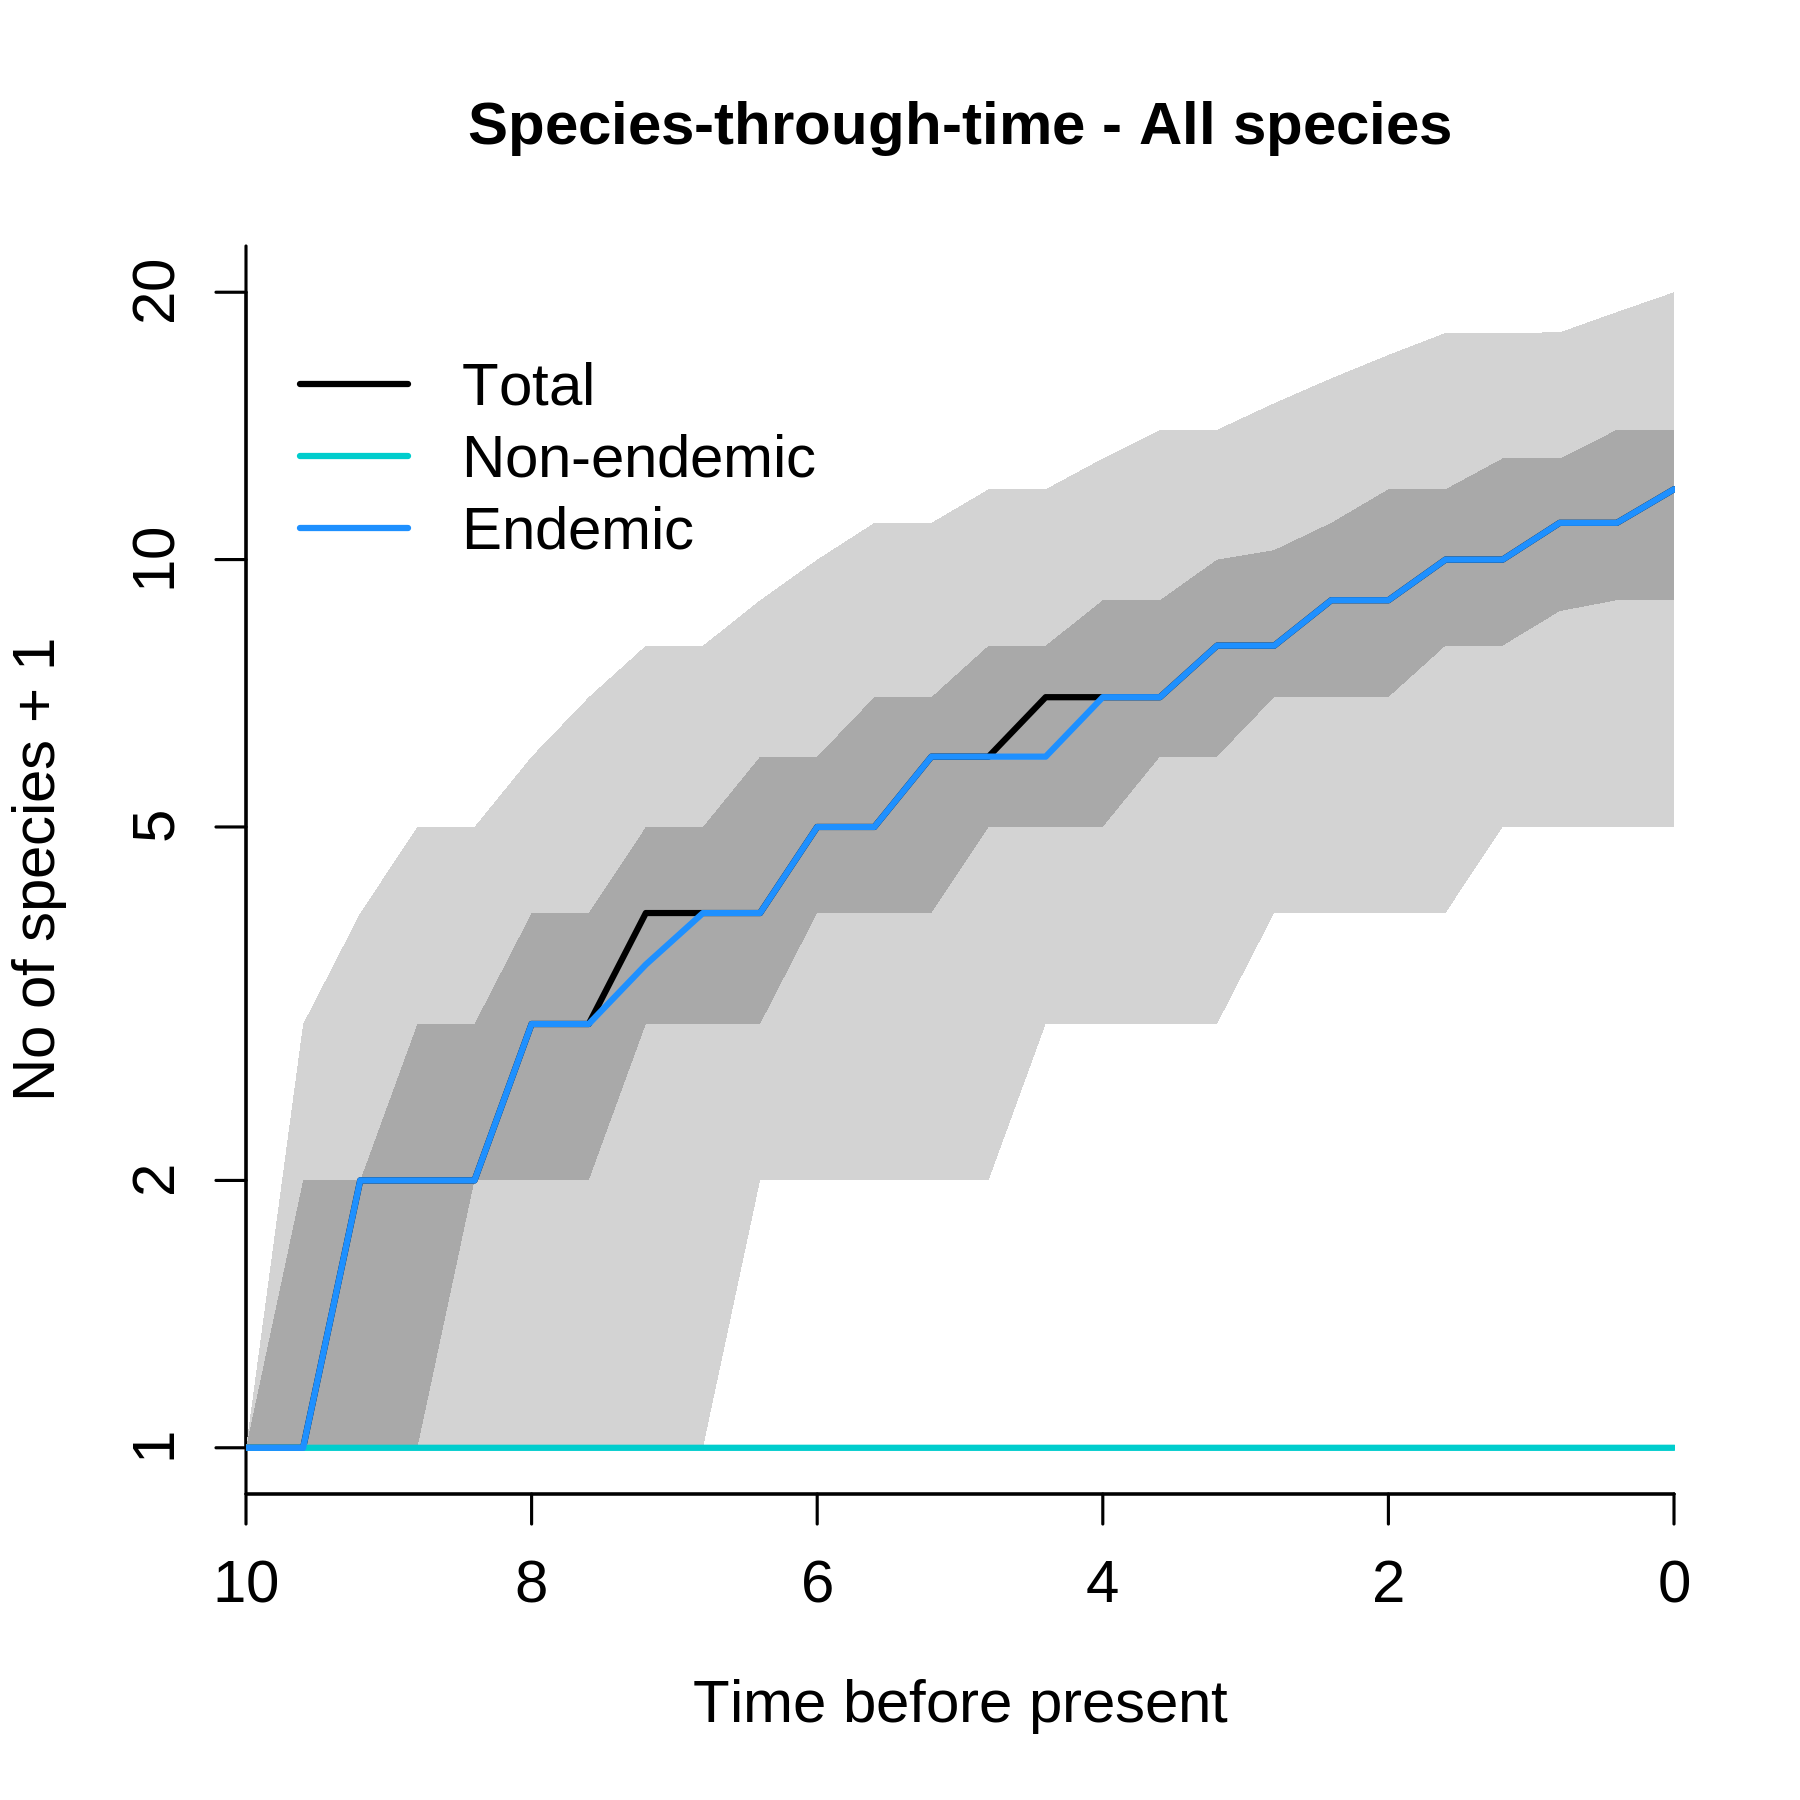 Species-through-time - All species
20
10
5
2
1
No of species + 1
Total
Non-endemic
Endemic
10 8 6 4 2 0
Time before present